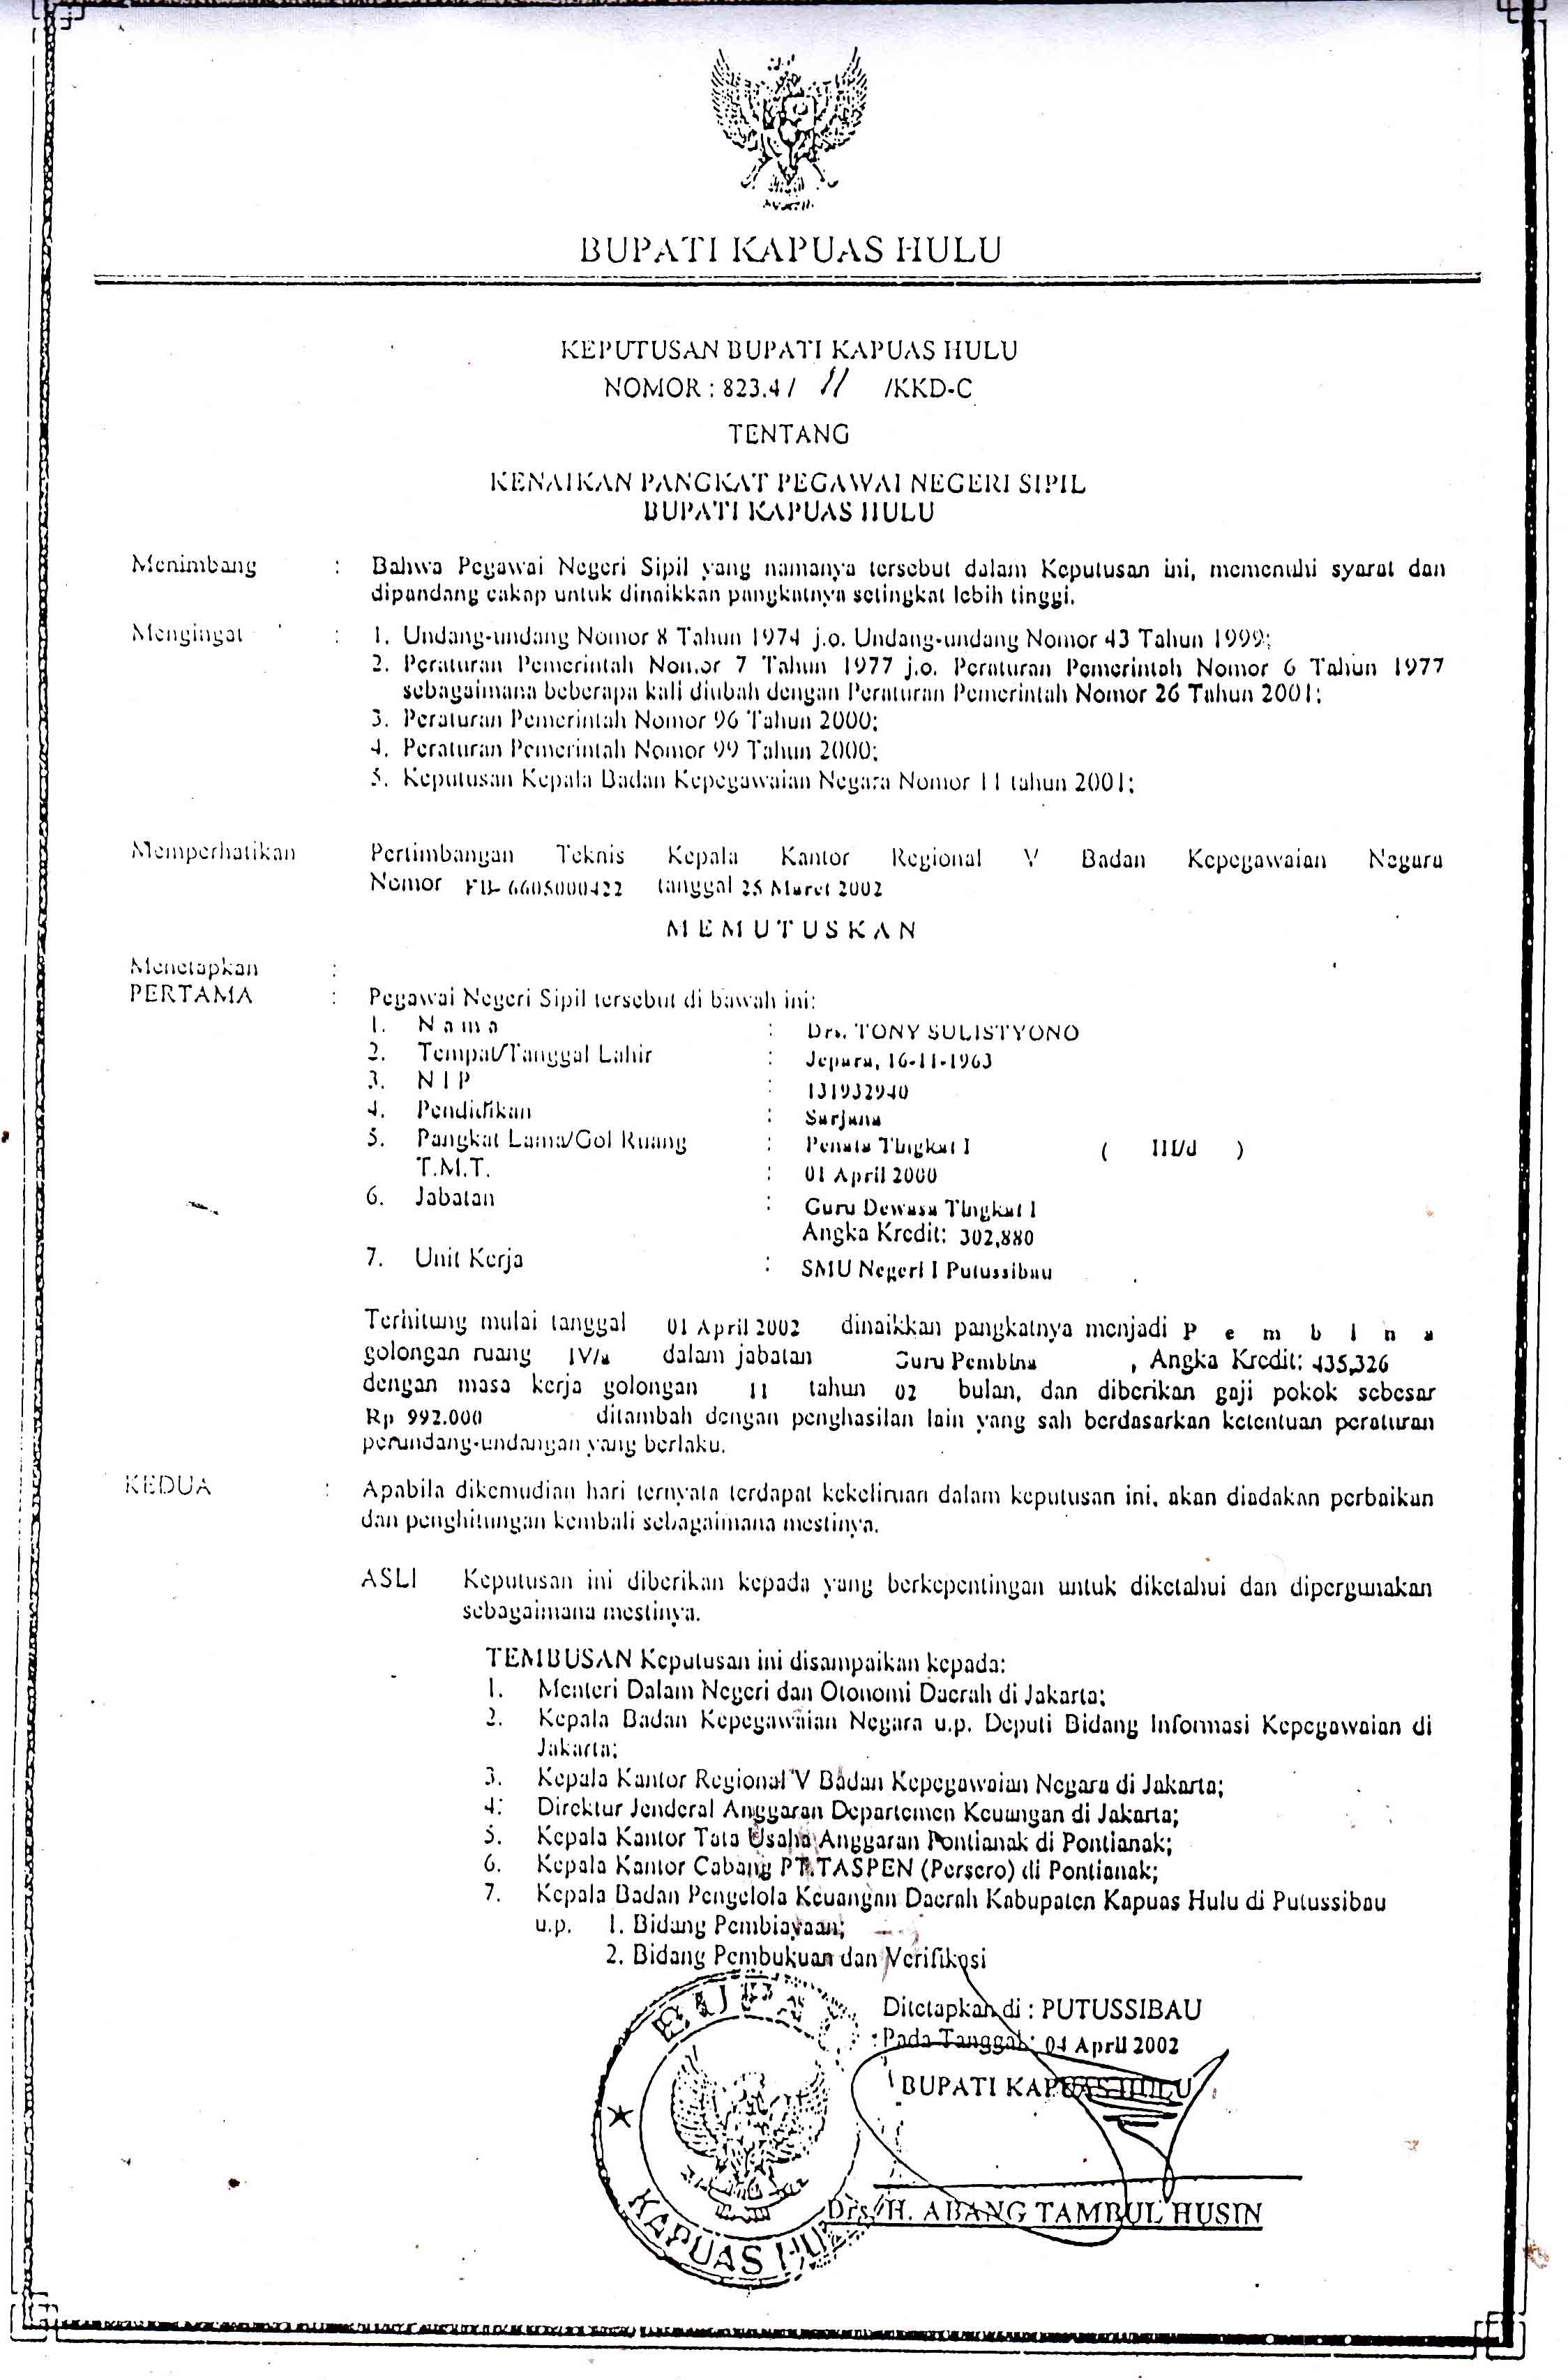 BUPATI KAPUAS HULU
KEPUTUSAN BUPATI KAPUAS HULU
NOMOR : 823.4 / 11 /KKD-C
TENTANG
KENAIKAN PANGKAT PEGAWAI NEGERI SIPIL
BUPATI KAPUAS HULU
Menimbang : Bahwa Pegawai Negeri Sipil yang namanya tersebut dalam Keputusan ini, memenuhi syarat dan
dipandang cakap untuk dinaikkan pangkatnya setingkat lebih tinggi.
Mengingat : 1. Undang-undang Nomor 8 Tahun 1974 j.o. Undang-undang Nomor 43 Tahun 1999;
2. Peraturan Pemerintah Nomor 7 Tahun 1977 j.o. Peraturan Pemerintah Nomor 6 Tahun 1977
sebagaimana beberapa kali diubah dengan Peraturan Pemerintah Nomor 26 Tahun 2001;
3. Peraturan Pemerintah Nomor 96 Tahun 2000;
4. Peraturan Pemerintah Nomor 99 Tahun 2000;
5. Keputusan Kepala Badan Kepegawaian Negara Nomor 11 tahun 2001;
Memperhatikan Pertimbangan Teknis Kepala Kantor Regional V Badan Kepegawaian Negara
Nomor 6605000422 tanggal 25 Maret 2002
MEMUTUSKAN
Menetapkan :
PERTAMA : Pegawai Negeri Sipil tersebut di bawah ini:
1. Nama : Drs. TONY SULISTYONO
2. Tempat/Tanggal Lahir : Jepara, 16-11-1963
3. NIP : 131932940
4. Pendidikan : Sarjana
5. Pangkat Lama/Gol Ruang : Penata Tingkat I ( III/d )
T.M.T. : 01 April 2000
6. Jabatan : Guru Dewasa Tingkat I
Angka Kredit: 302,880
7. Unit Kerja : SMU Negeri I Putussibau
Terhitung mulai tanggal 01 April 2002 dinaikkan pangkatnya menjadi Pembina
golongan ruang IV/a dalam jabatan Guru Pembina , Angka Kredit: 435,326
dengan masa kerja golongan 11 tahun 02 bulan, dan diberikan gaji pokok sebesar
Rp 992.000 ditambah dengan penghasilan lain yang sah berdasarkan ketentuan peraturan
perundang-undangan yang berlaku.
KEDUA : Apabila dikemudian hari ternyata terdapat kekeliruan dalam keputusan ini, akan diadakan perbaikan
dan penghitungan kembali sebagaimana mestinya.
ASLI Keputusan ini diberikan kepada yang berkepentingan untuk diketahui dan dipergunakan
sebagaimana mestinya.
TEMBUSAN Keputusan ini disampaikan kepada:
1. Menteri Dalam Negeri dan Otonomi Daerah di Jakarta;
2. Kepala Badan Kepegawaian Negara u.p. Deputi Bidang Informasi Kepegawaian di
Jakarta;
3. Kepala Kantor Regional V Badan Kepegawaian Negara di Jakarta;
4. Direktur Jenderal Anggaran Departemen Keuangan di Jakarta;
5. Kepala Kantor Tata Usaha Anggaran Pontianak di Pontianak;
6. Kepala Kantor Cabang PT.TASPEN (Persero) di Pontianak;
7. Kepala Badan Pengelola Keuangan Daerah Kabupaten Kapuas Hulu di Putussibau
u.p. 1. Bidang Pembiayaan;
2. Bidang Pembukuan dan Verifikasi
Ditetapkan di : PUTUSSIBAU
Pada Tanggal : 04 April 2002
BUPATI KAPUAS HULU
Drs. H. ABANG TAMBUL HUSIN
BUPATI
KAPUAS HULU